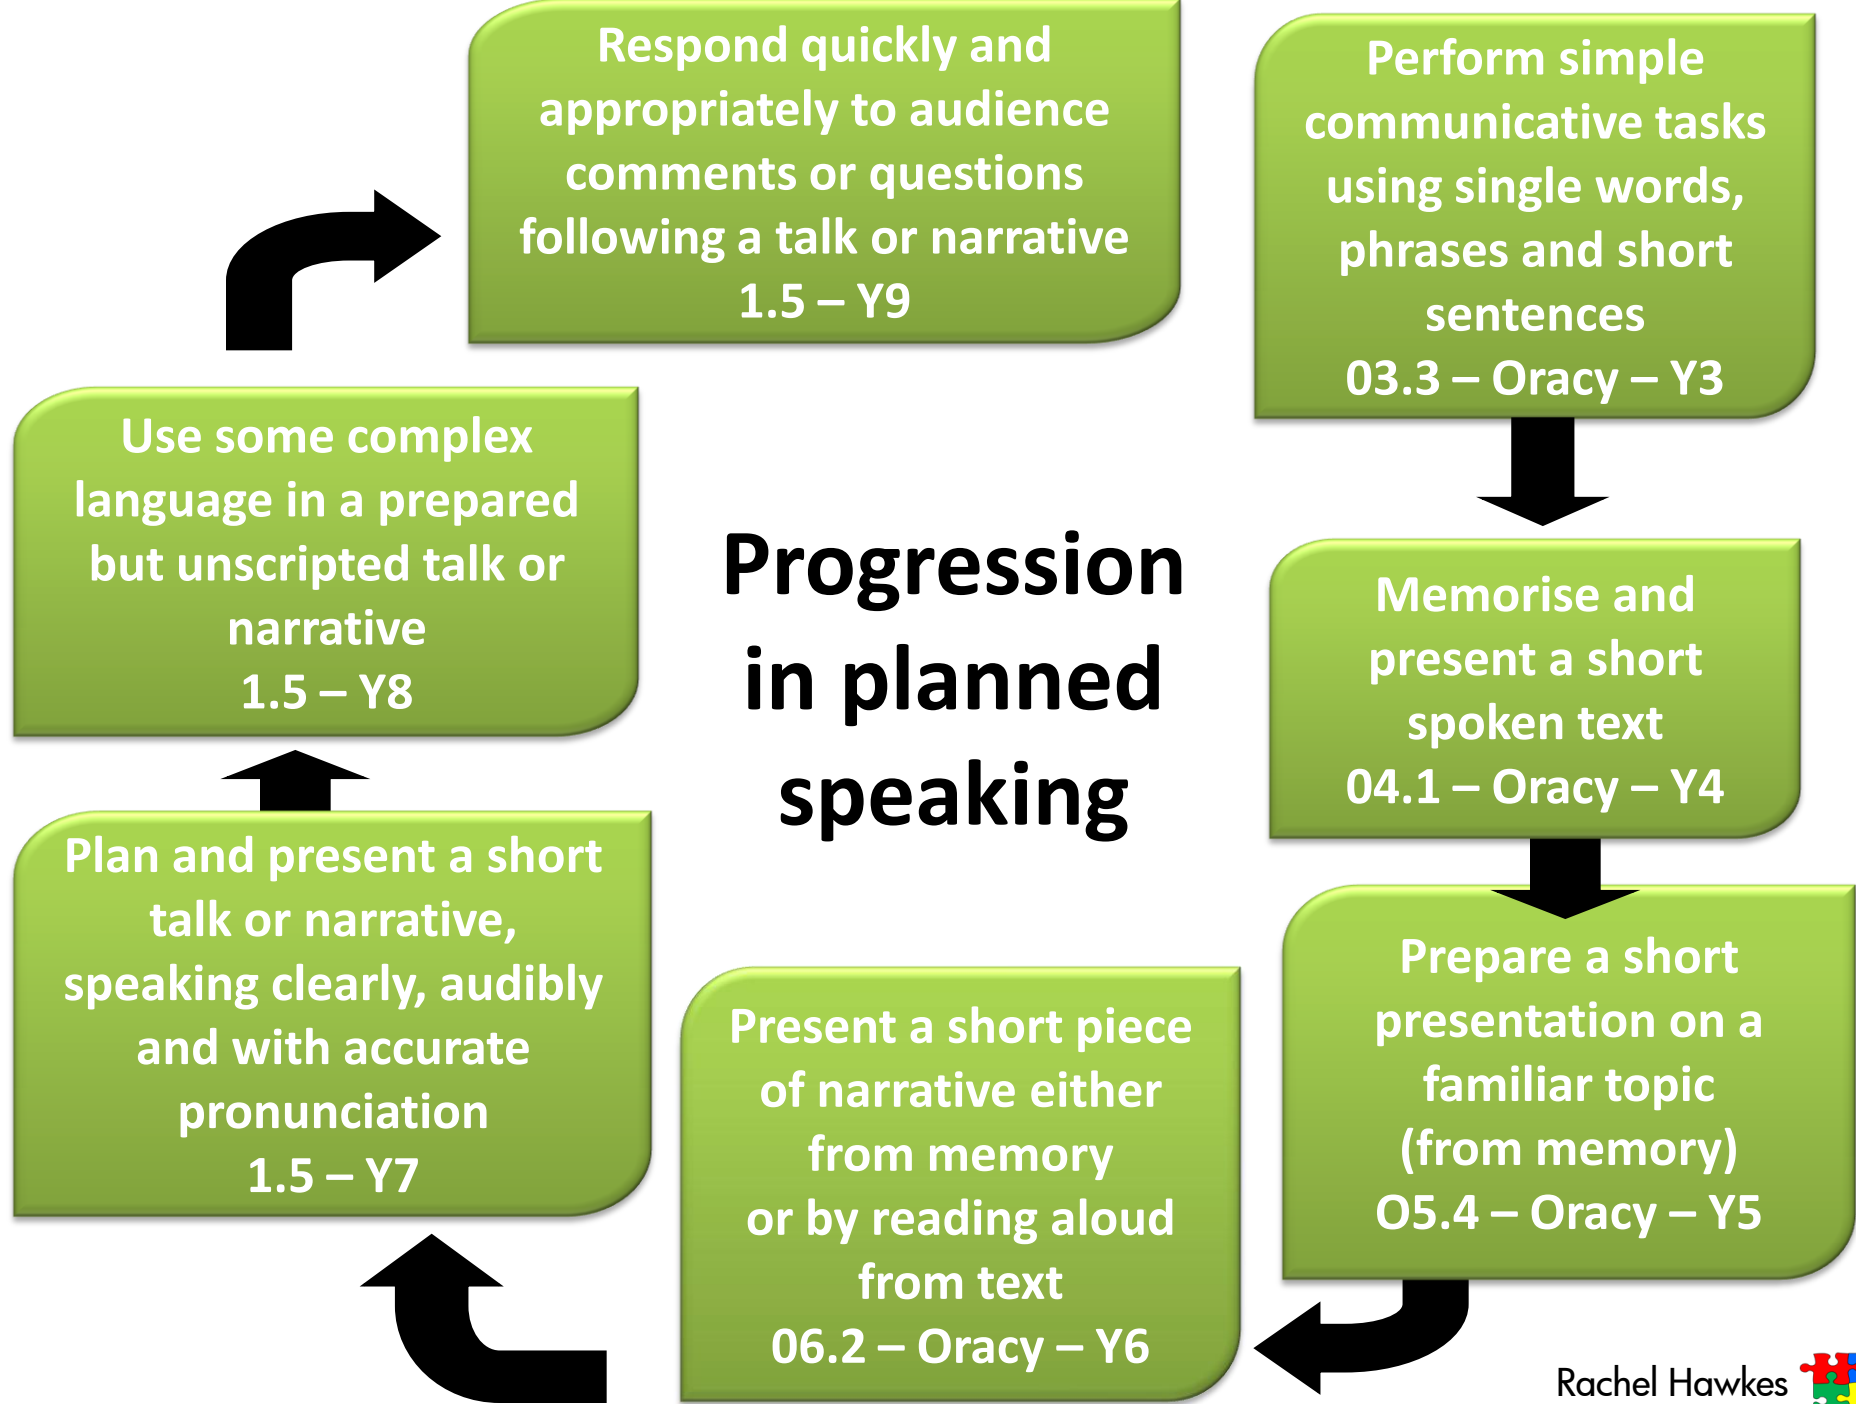 Respond quickly and
appropriately to audience
comments or questions
following a talk or narrative
1.5 – Y9
Perform simple
communicative tasks
using single words,
phrases and short
sentences
03.3 – Oracy – Y3
Use some complex
language in a prepared
but unscripted talk or
narrative
1.5 – Y8
Progression
in planned
speaking
Memorise and
present a short
spoken text
04.1 – Oracy – Y4
Plan and present a short
talk or narrative,
speaking clearly, audibly
and with accurate
pronunciation
1.5 – Y7
Present a short piece
of narrative either
from memory
or by reading aloud
from text
06.2 – Oracy – Y6
Prepare a short
presentation on a
familiar topic
(from memory)
O5.4 – Oracy – Y5
Rachel Hawkes